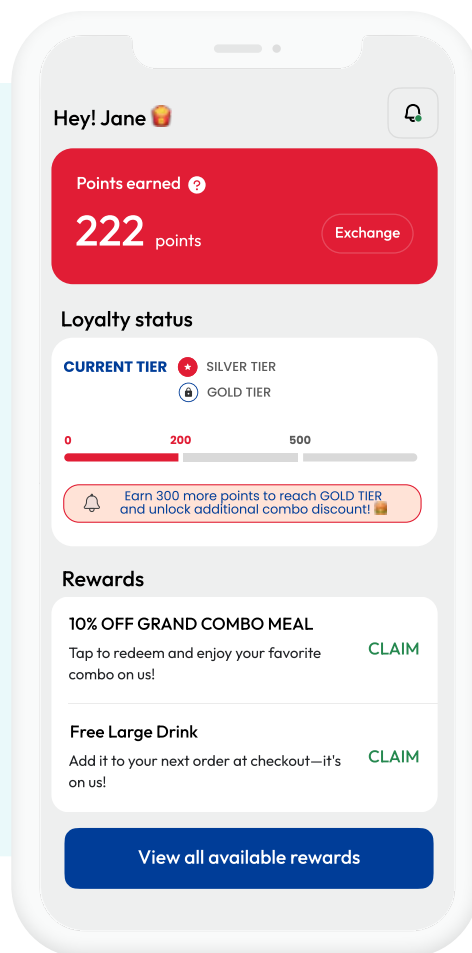 Hey! Jane
Points earned ?
222 points
Exchange
Loyalty status
CURRENT TIER SILVER TIER
GOLD TIER
0 200 500
Earn 300 more points to reach GOLD TIER
and unlock additional combo discount!
Rewards
10% OFF GRAND COMBO MEAL
Tap to redeem and enjoy your favorite
combo on us!
CLAIM
Free Large Drink
Add it to your next order at checkout—it's
on us!
CLAIM
View all available rewards